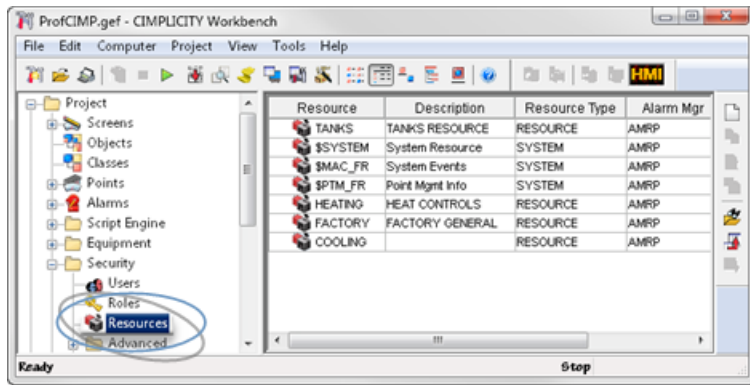 ProfCIMP.gef - CIMPLICITY Workbench
File Edit Computer Project View Tools Help
HMI
Project
Screens
Objects
Classes
Points
Alarms
Script Engine
Equipment
Security
Users
Roles
Resources
Advanced
Resource Description Resource Type Alarm Mgr
TANKS TANKS RESOURCE RESOURCE AMRP
$SYSTEM System Resource SYSTEM AMRP
$MAC_FR System Events SYSTEM AMRP
$PTM_FR Point Mgmt Info SYSTEM AMRP
HEATING HEAT CONTROLS RESOURCE AMRP
FACTORY FACTORY GENERAL RESOURCE AMRP
COOLING RESOURCE AMRP
Ready Stop